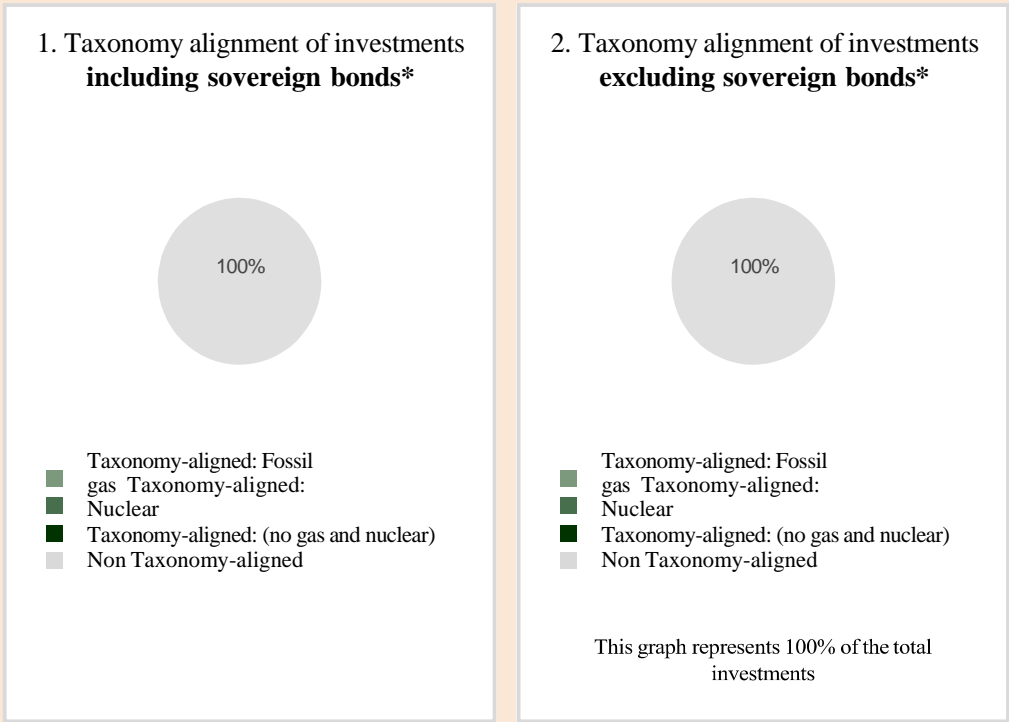 1. Taxonomy alignment of investments
including sovereign bonds*
100%
Taxonomy-aligned: Fossil
gas Taxonomy-aligned:
Nuclear
Taxonomy-aligned: (no gas and nuclear)
Non Taxonomy-aligned
2. Taxonomy alignment of investments
excluding sovereign bonds*
100%
Taxonomy-aligned: Fossil
gas Taxonomy-aligned:
Nuclear
Taxonomy-aligned: (no gas and nuclear)
Non Taxonomy-aligned
This graph represents 100% of the total
investments